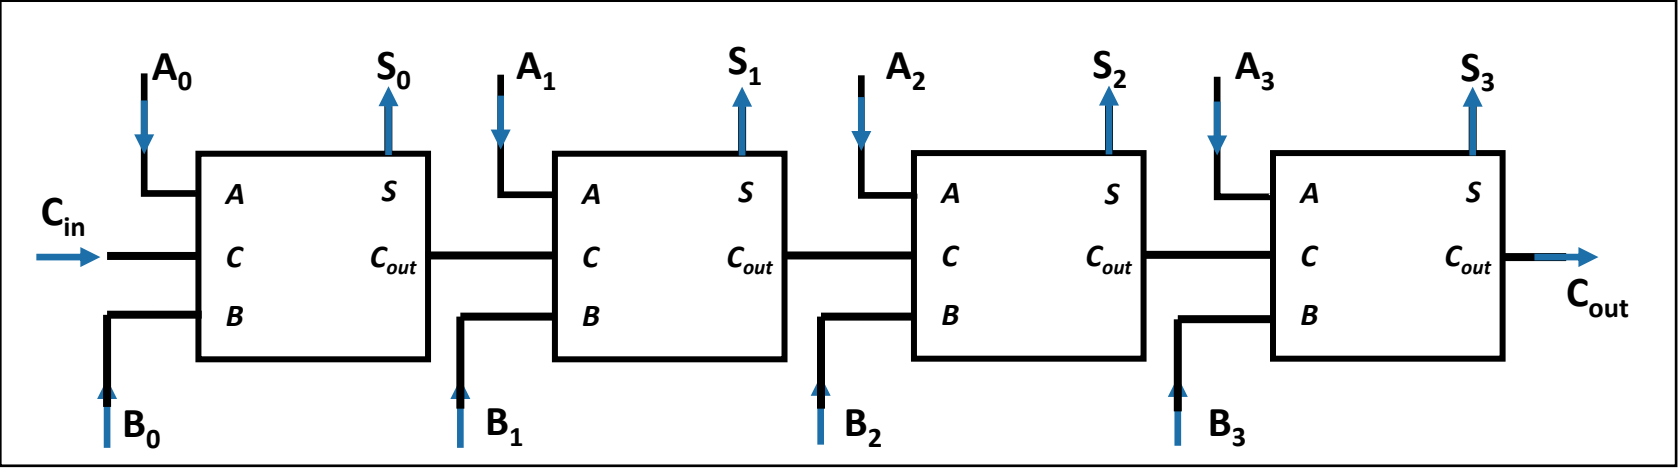 A0 S0 A1 S1 A2 S2 A3 S3
A S A S A S A S
Cin C Cout C Cout C Cout C Cout Cout
B B B B
B0 B1 B2 B3